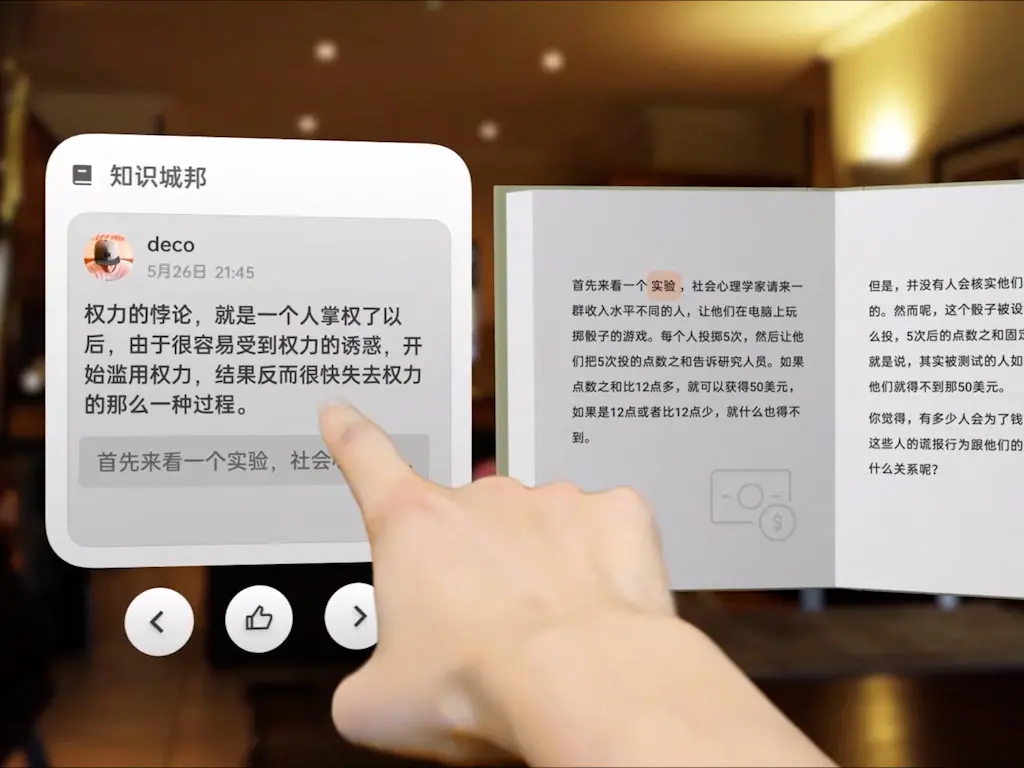 知识城邦
deco
5月26日 21:45
权力的悖论，就是一个人掌权了以
后，由于很容易受到权力的诱惑，开
始滥用权力，结果反而很快失去权力
的那么一种过程。
首先来看一个实验，社会
首先来看一个实验，社会心理学家请来一
群收入水平不同的人，让他们在电脑上玩
掷骰子的游戏。每个人投掷5次，然后让他
们把5次投的点数之和告诉研究人员。如果
点数之和比12点多，就可以获得50美元，
如果是12点或者比12点少，就什么也得不
到。
$
但是，并没有人会核实他们
的。然而呢，这个骰子被设
么投，5次后的点数之和固定
就是说，其实被测试的人如
他们就得不到那50美元。
你觉得，有多少人会为了钱
这些人的谎报行为跟他们的
什么关系呢？